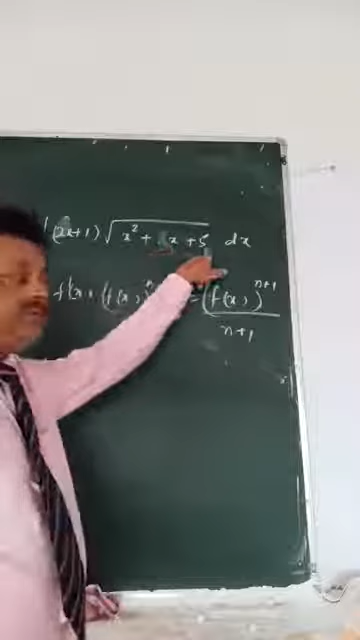 (2x+1) √(x² + x + 5) dx
f'(x) (f(x))ⁿ = (f(x))ⁿ⁺¹ / n+1